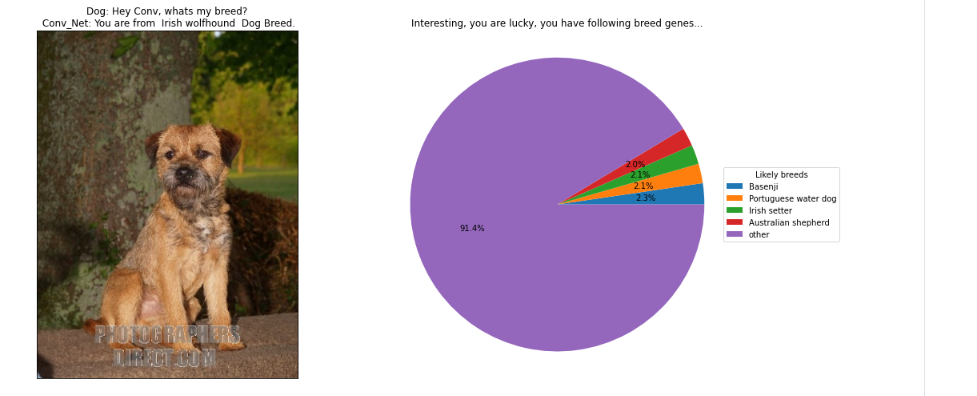 Dog: Hey Conv, whats my breed?
Conv_Net: You are from  Irish wolfhound  Dog Breed.
PHOTOGRAPHERS
DIRECT.COM
Interesting, you are lucky, you have following breed genes...
2.0%
2.1%
2.1%
2.3%
91.4%
Likely breeds
Basenji
Portuguese water dog
Irish setter
Australian shepherd
other